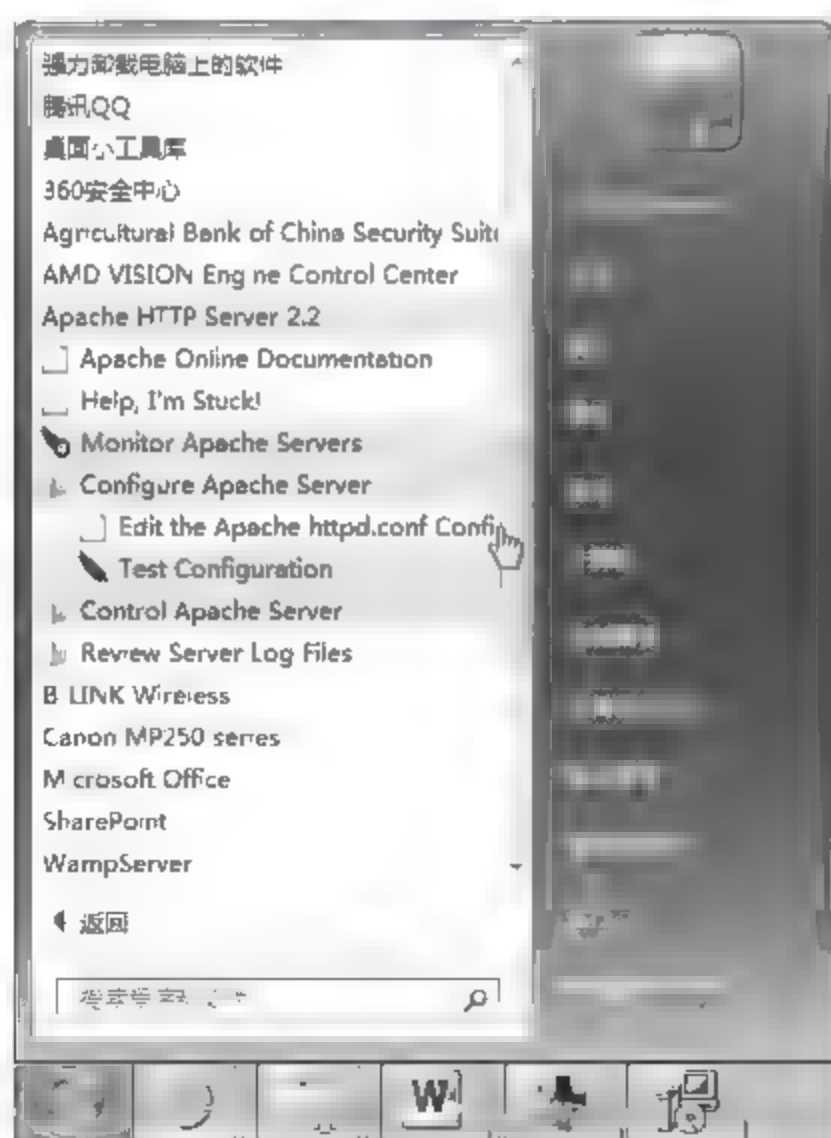 强力卸载电脑上的软件
腾讯QQ
桌面小工具库
360安全中心
Agricultural Bank of China Security Suite
AMD VISION Engine Control Center
Apache HTTP Server 2.2
Apache Online Documentation
Help, I'm Stuck!
Monitor Apache Servers
Configure Apache Server
Edit the Apache httpd.conf Config
Test Configuration
Control Apache Server
Review Server Log Files
B LINK Wireless
Canon MP250 series
Microsoft Office
SharePoint
WampServer
返回
W